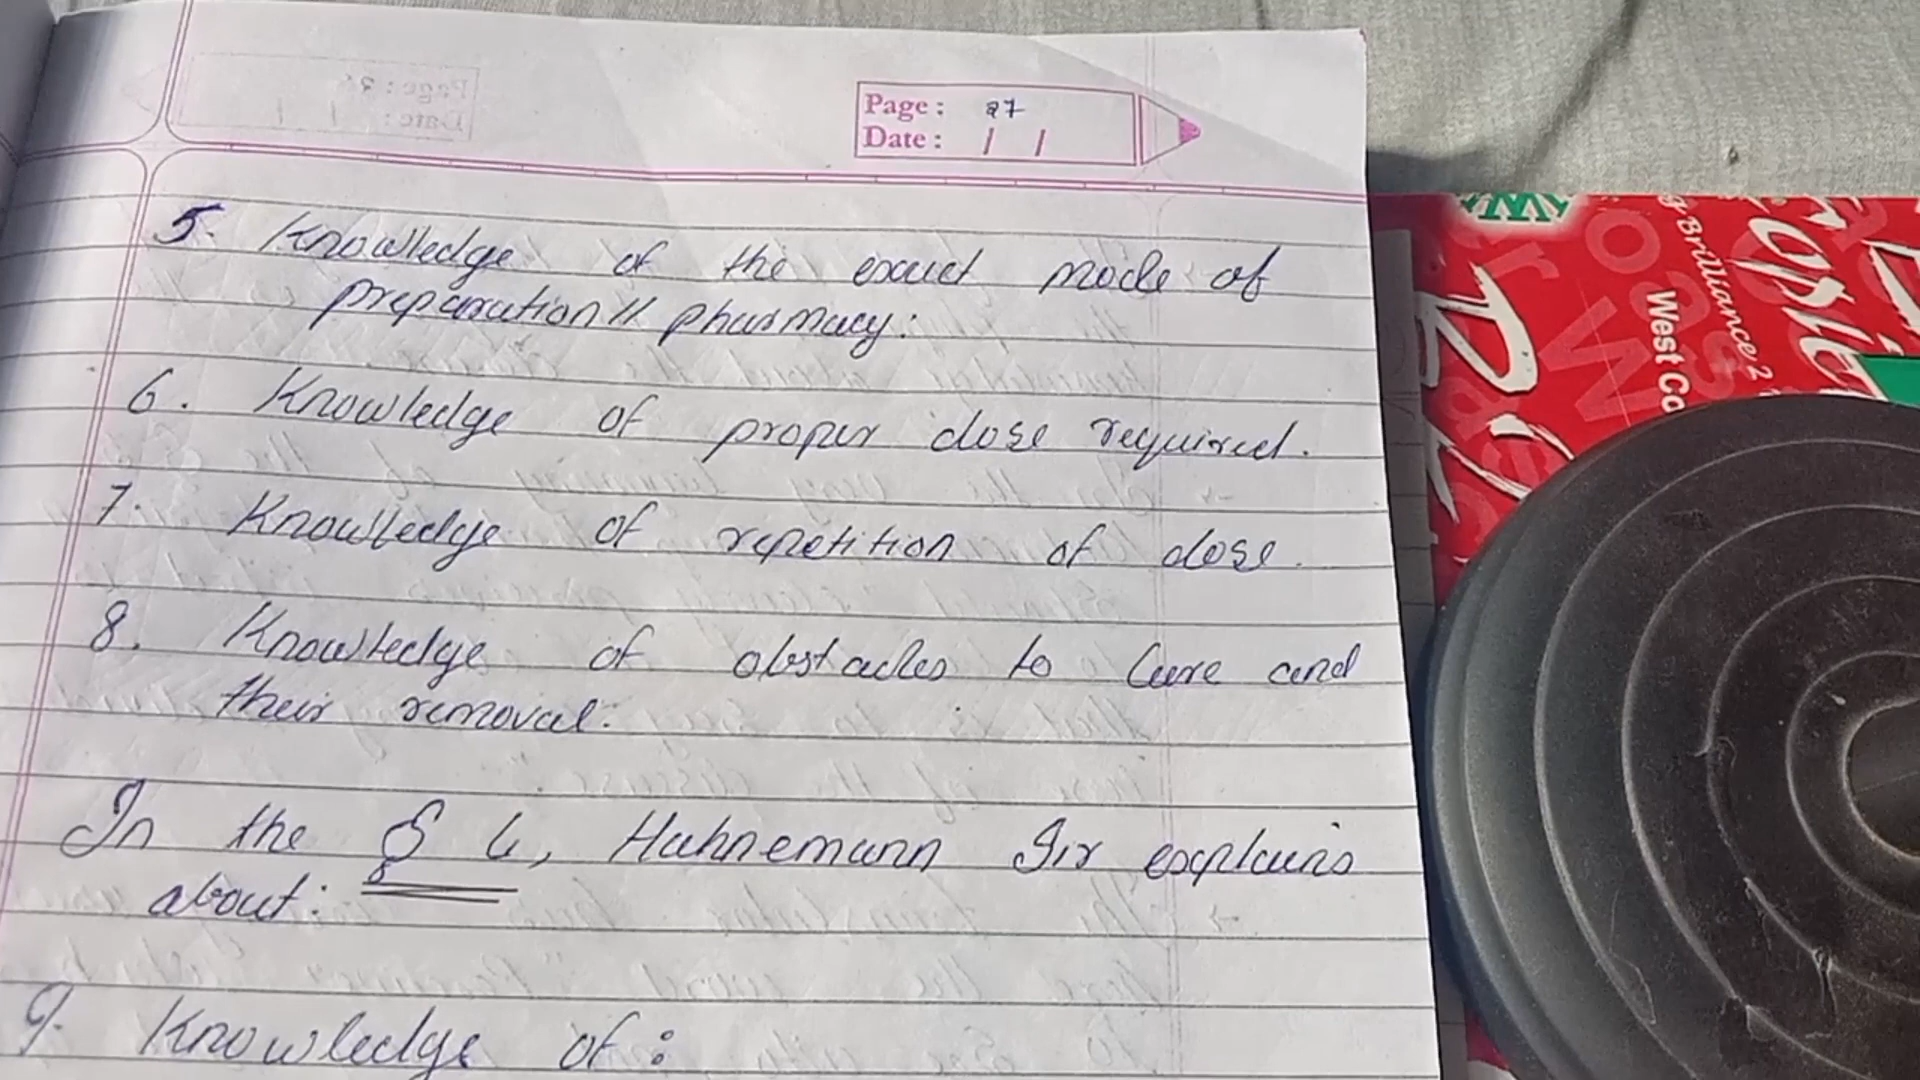 Page: 27
Date: / /
5. Knowledge of the exact mode of
preparation // pharmacy:
6. Knowledge of proper dose required.
7. Knowledge of repetition of dose.
8. Knowledge of obstacles to cure and
their removal.
In the § 4, Hahnemann Sir explains
about:
9. Knowledge of:
Brilliance2
West Co